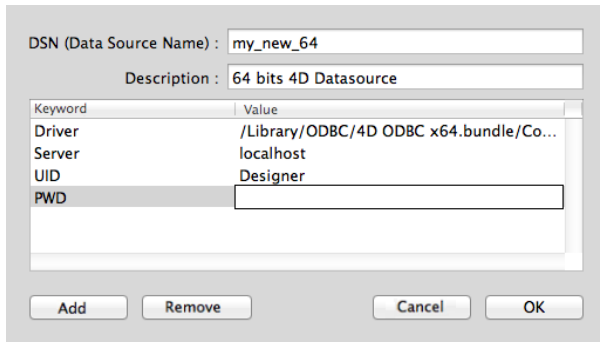 DSN (Data Source Name) : my_new_64
Description : 64 bits 4D Datasource
Keyword Value
Driver /Library/ODBC/4D ODBC x64.bundle/Co...
Server localhost
UID Designer
PWD
Add Remove Cancel OK